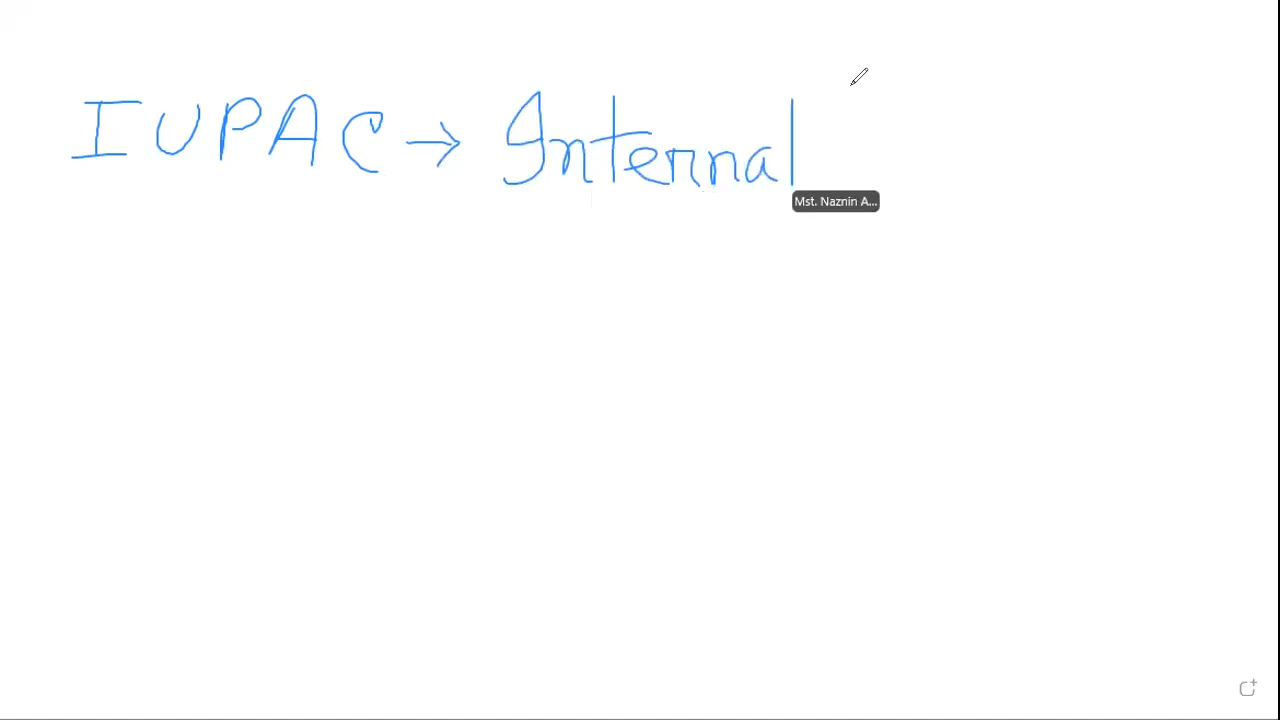 IUPAC → Internal
Mst. Naznin A...